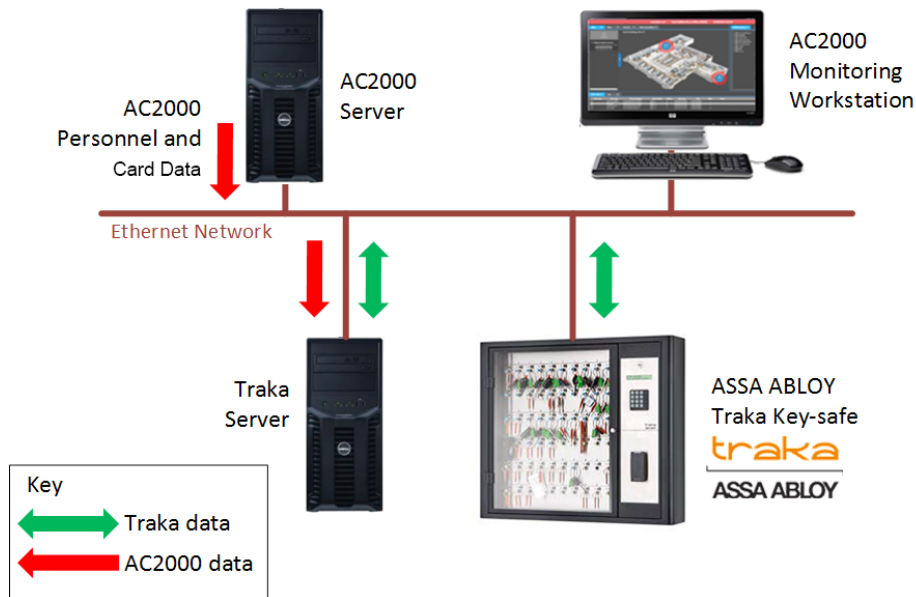 AC2000
Server
AC2000
Personnel and
Card Data
AC2000
Monitoring
Workstation
Ethernet Network
Traka
Server
ASSA ABLOY
Traka Key-safe
traka
ASSA ABLOY
Key
Traka data
AC2000 data